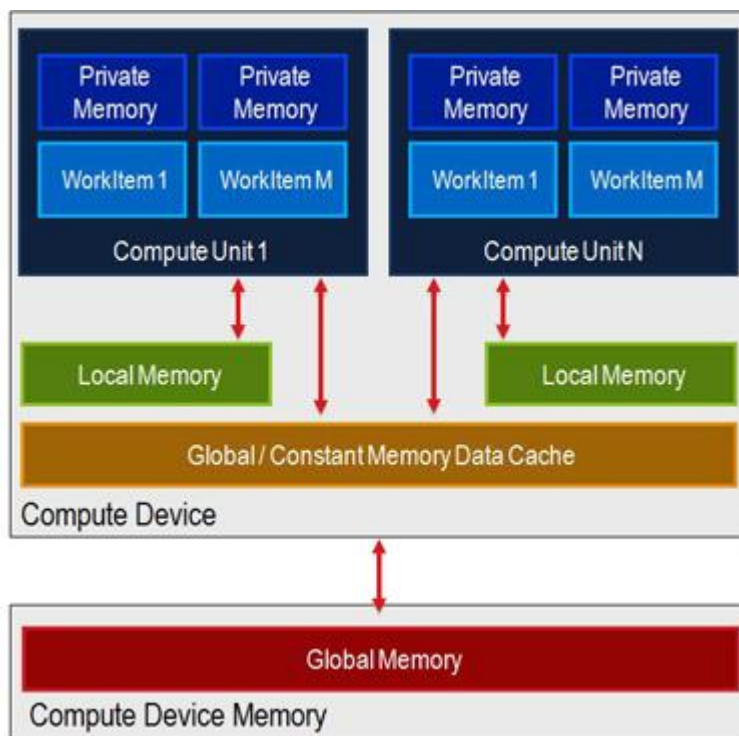 Private Memory
Private Memory
Private Memory
Private Memory
WorkItem 1
WorkItem M
WorkItem 1
WorkItem M
Compute Unit 1
Compute Unit N
Local Memory
Local Memory
Global / Constant Memory Data Cache
Compute Device
Global Memory
Compute Device Memory